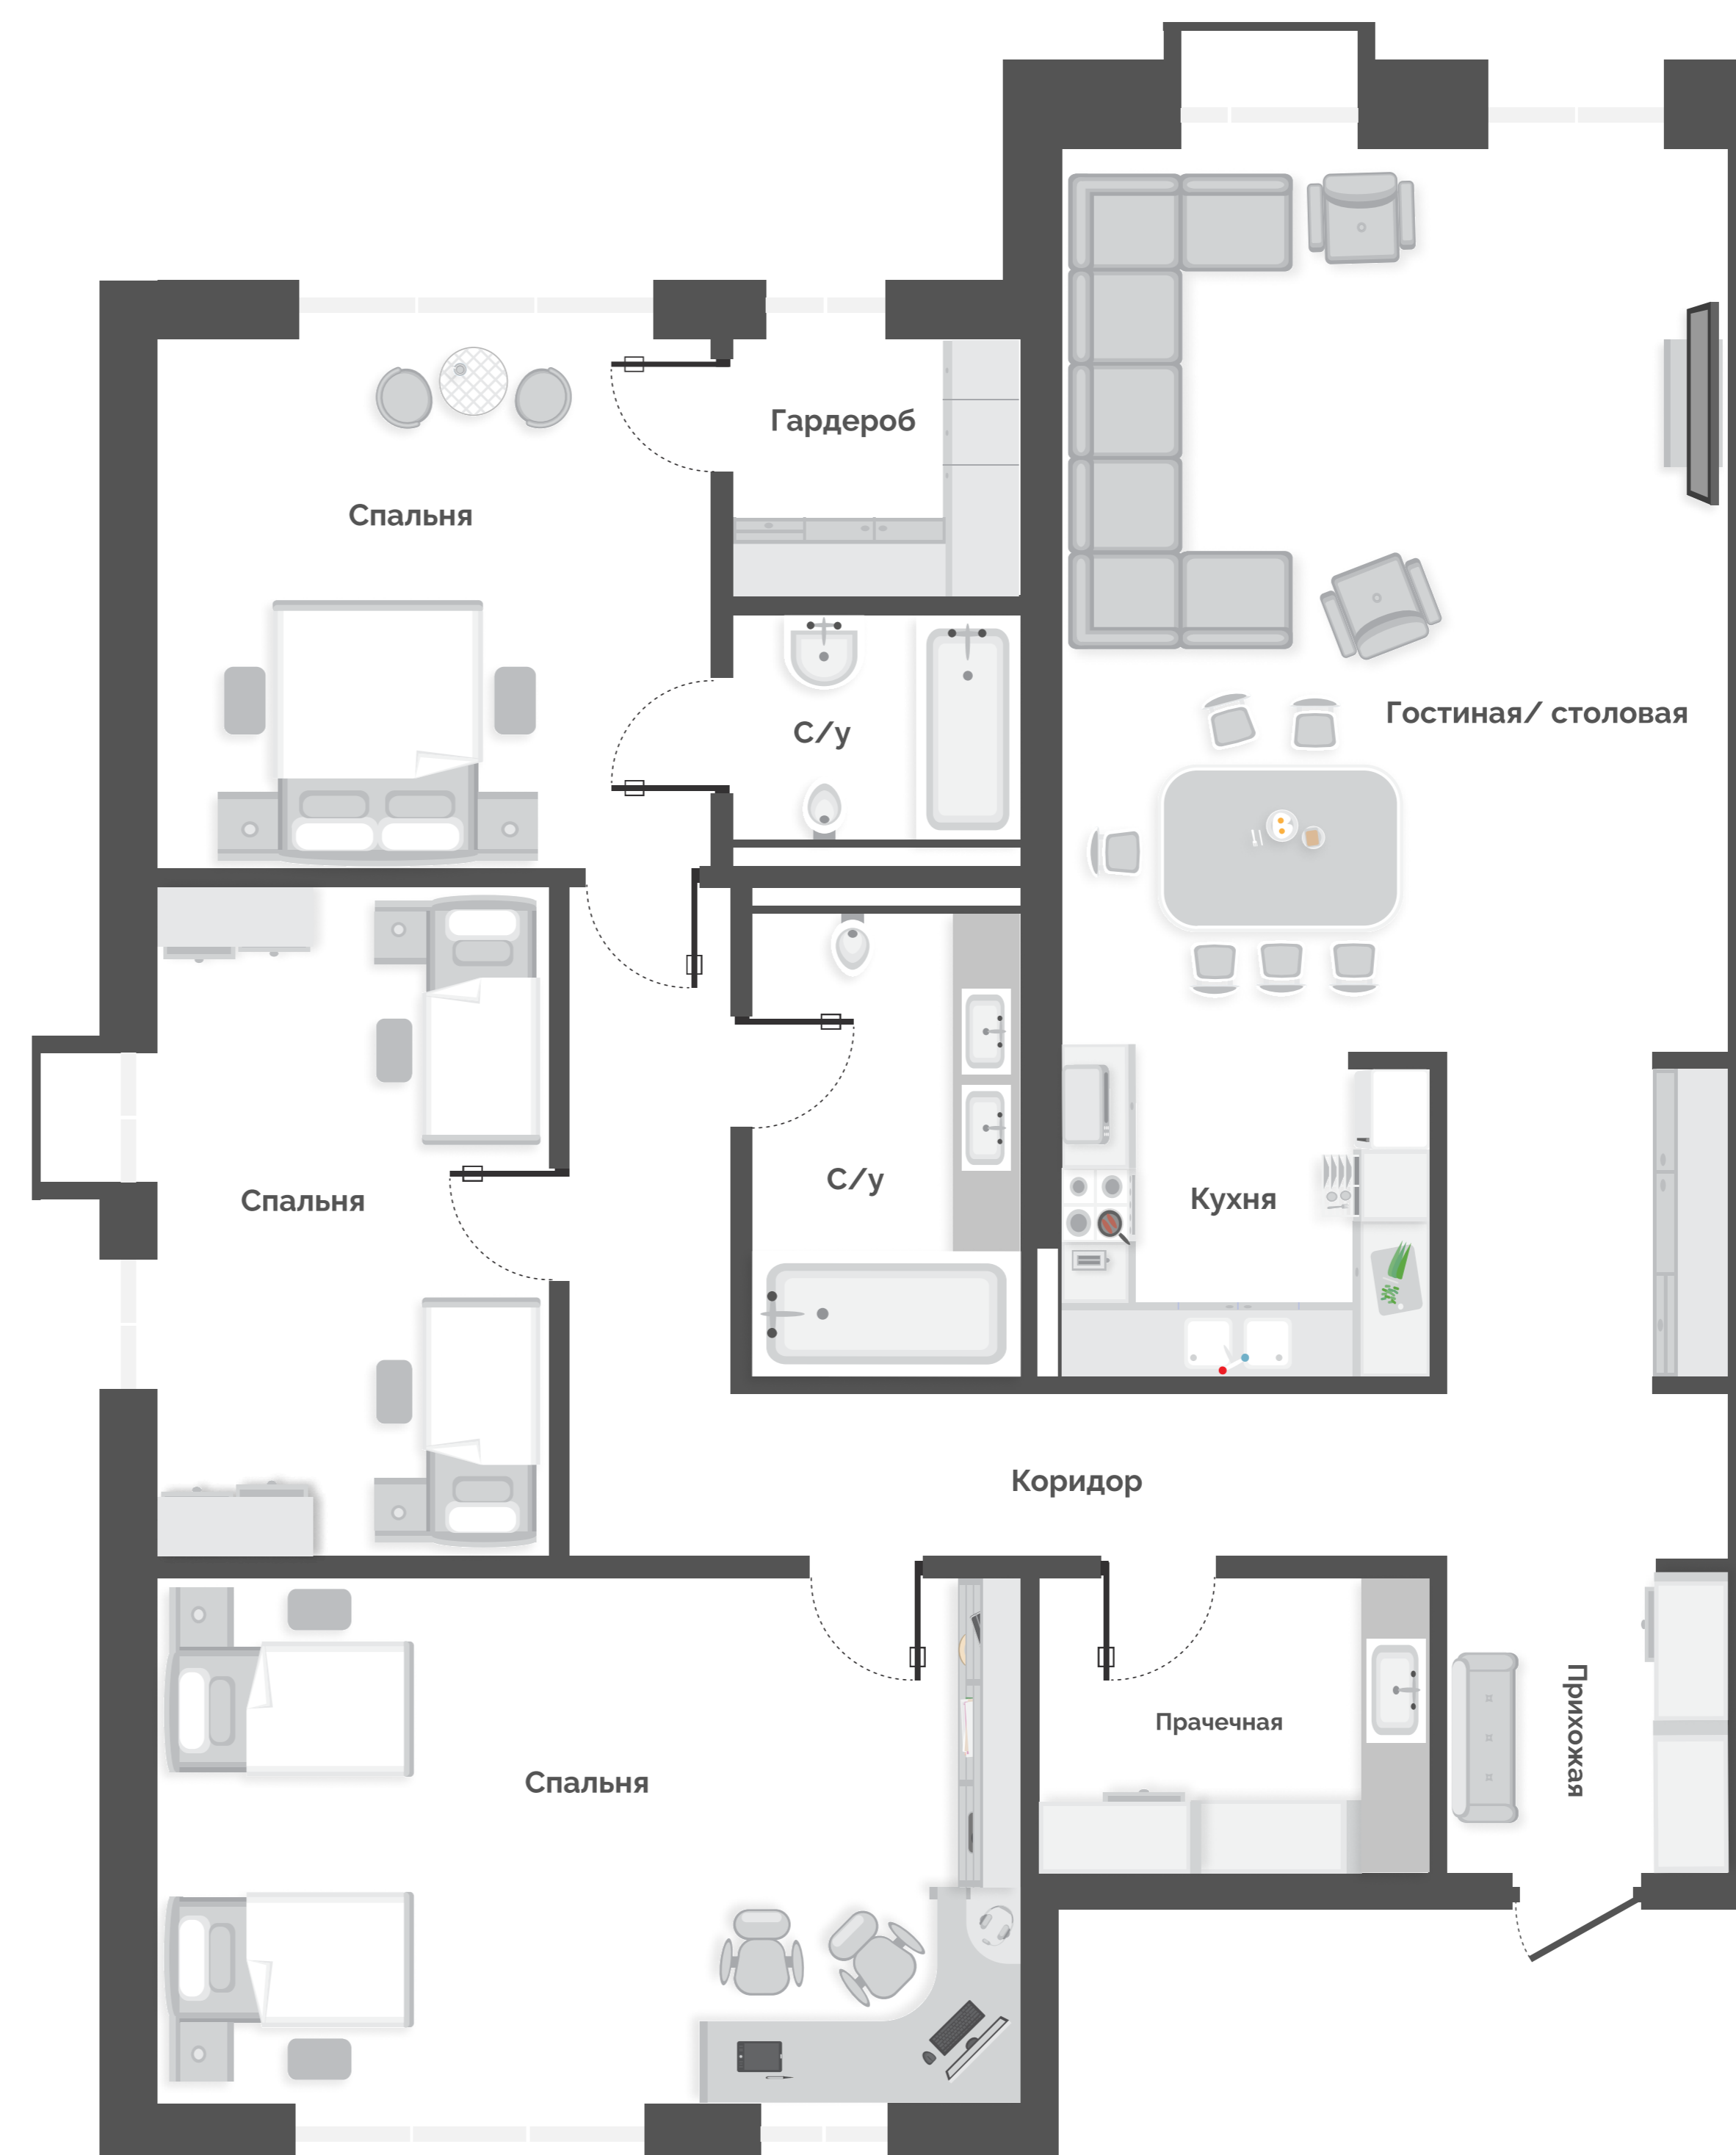 Гардероб
Спальня
Гостиная/ столовая
С/у
С/у
Кухня
Спальня
Коридор
Прихожая
Прачечная
Спальня